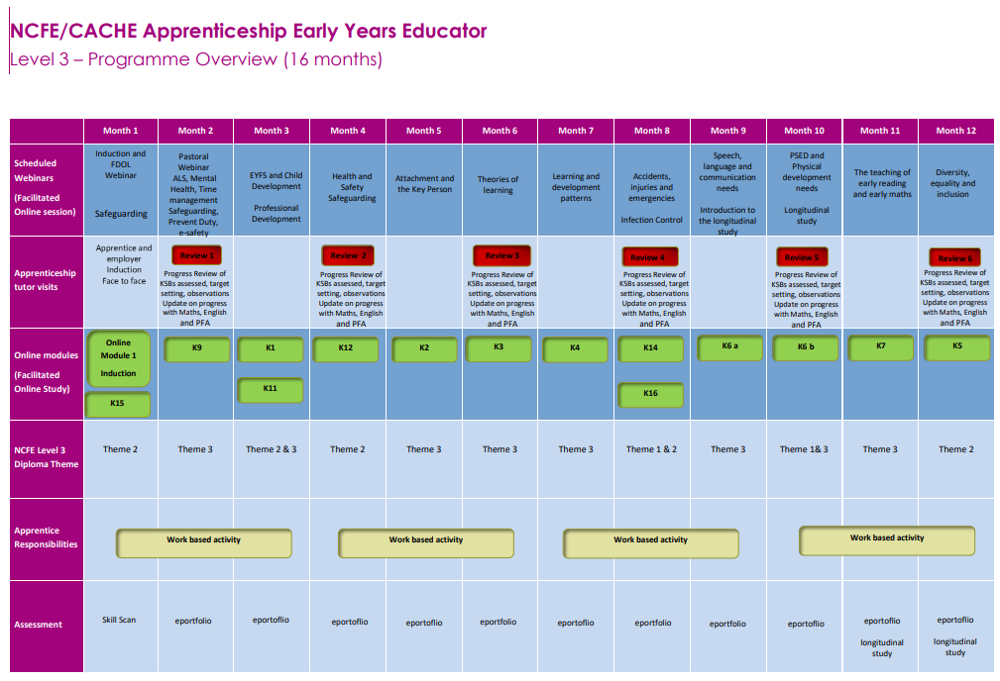 NCFE/CACHE Apprenticeship Early Years Educator
Level 3 – Programme Overview (16 months)
Month 1
Month 2
Month 3
Month 4
Month 5
Month 6
Month 7
Month 8
Month 9
Month 10
Month 11
Month 12
Scheduled
Webinars
(Facilitated
Online session)
Induction and
FDOL
Webinar
Safeguarding
Pastoral
Webinar
ALS, Mental
Health, Time
management
Safeguarding,
Prevent Duty,
e-safety
EYFS and Child
Development
Professional
Development
Health and
Safety
Safeguarding
Attachment and
the Key Person
Theories of
learning
Learning and
development
patterns
Accidents,
injuries and
emergencies
Infection Control
Speech,
language and
communication
needs
Introduction to
the longitudinal
study
PSED and
Physical
development
needs
Longitudinal
study
The teaching of
early reading
and early maths
Diversity,
equality and
inclusion
Apprenticeship
tutor visits
Apprentice and
employer
Induction
Face to face
Review 1
Progress Review of
KSBs assessed, target
setting, observations
Update on progress
with Maths, English
and PFA
Review 2
Progress Review of
KSBs assessed, target
setting, observations
Update on progress
with Maths, English
and PFA
Review 3
Progress Review of
KSBs assessed, target
setting, observations
Update on progress
with Maths, English
and PFA
Review 4
Progress Review of
KSBs assessed, target
setting, observations
Update on progress
with Maths, English
and PFA
Review 5
Progress Review of
KSBs assessed, target
setting, observations
Update on progress
with Maths, English
and PFA
Review 6
Progress Review of
KSBs assessed, target
setting, observations
Update on progress
with Maths, English
and PFA
Online modules
(Facilitated
Online Study)
Online
Module 1
Induction
K15
K9
K1
K11
K12
K2
K3
K4
K14
K16
K6 a
K6 b
K7
K5
NCFE Level 3
Diploma Theme
Theme 2
Theme 3
Theme 2 & 3
Theme 2
Theme 3
Theme 3
Theme 3
Theme 1 & 2
Theme 3
Theme 1& 3
Theme 3
Theme 2
Apprentice
Responsibilities
Work based activity
Work based activity
Work based activity
Work based activity
Assessment
Skill Scan
eportfolio
eportoflio
eportoflio
eportoflio
eportoflio
eportoflio
eportoflio
eportoflio
eportoflio
eportoflio
longitudinal
study
eportoflio
longitudinal
study